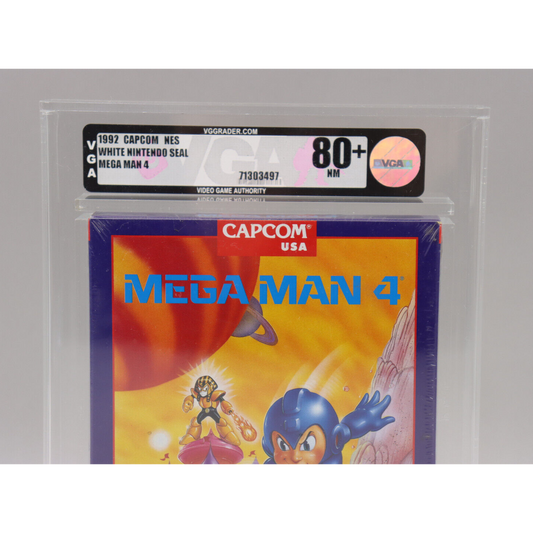 VGGRADER.COM
VGA
1992 CAPCOM NES
WHITE NINTENDO SEAL
MEGA MAN 4
71303497
80+
NM
VGA
VIDEO GAME AUTHORITY
CAPCOM®
USA
MEGA MAN 4